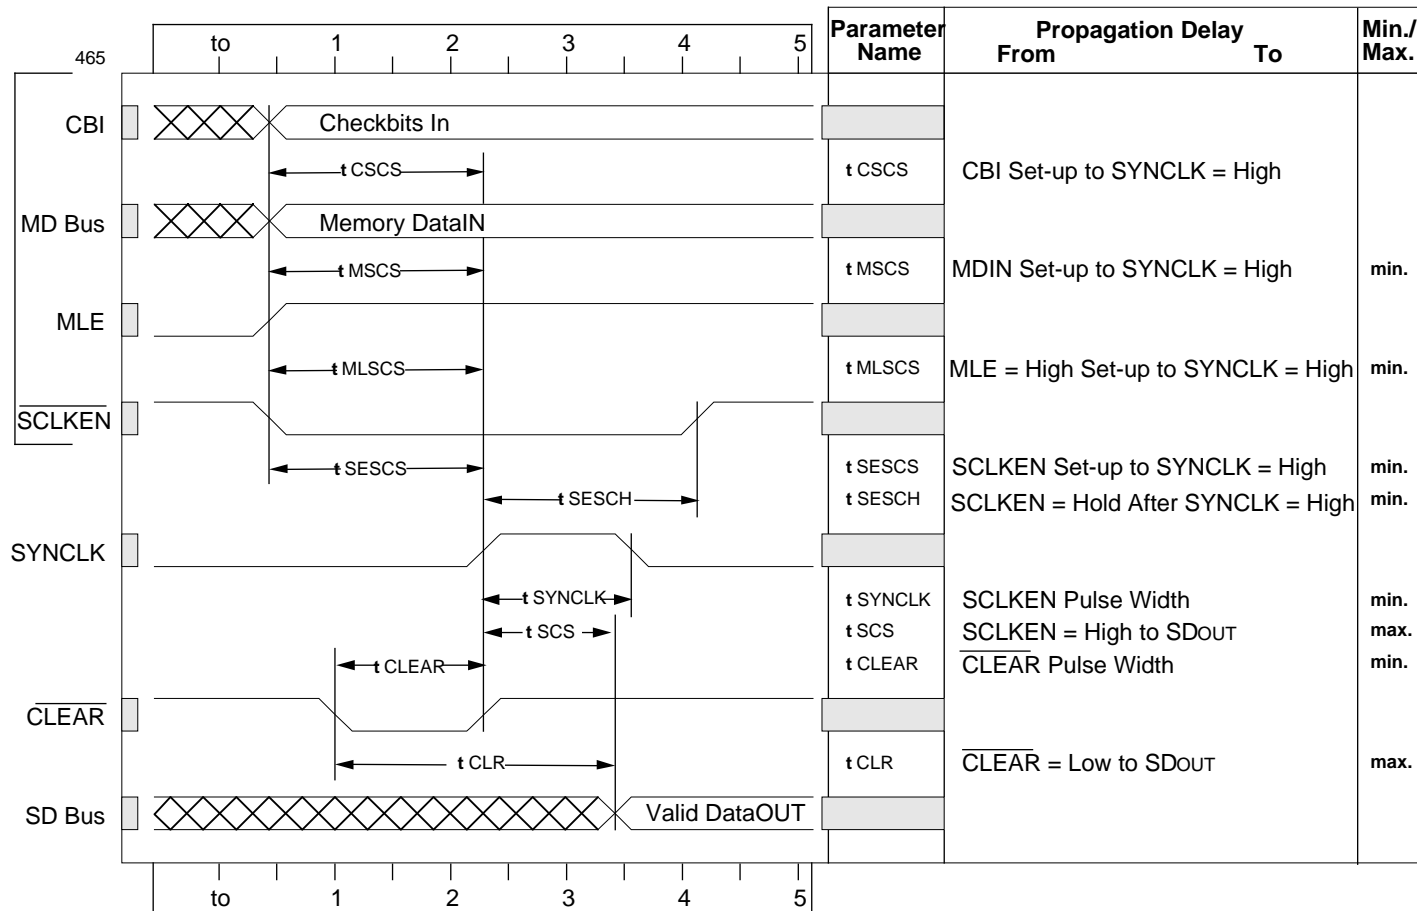 to 1 2 3 4 5
Parameter Name
Propagation Delay
From To
Min./ Max.
465
CBI Checkbits In
t CSCS t CSCS CBI Set-up to SYNCLK = High
MD Bus Memory DataIN
t MSCS t MSCS MDIN Set-up to SYNCLK = High min.
MLE
t MLSCS t MLSCS MLE = High Set-up to SYNCLK = High min.
SCLKEN
t SESCS t SESCS SCLKEN Set-up to SYNCLK = High min.
t SESCH t SESCH SCLKEN = Hold After SYNCLK = High min.
SYNCLK
t SYNCLK t SYNCLK SCLKEN Pulse Width min.
t SCS t SCS SCLKEN = High to SDOUT max.
t CLEAR t CLEAR CLEAR Pulse Width min.
CLEAR
t CLR t CLR CLEAR = Low to SDOUT max.
SD Bus Valid DataOUT
to 1 2 3 4 5